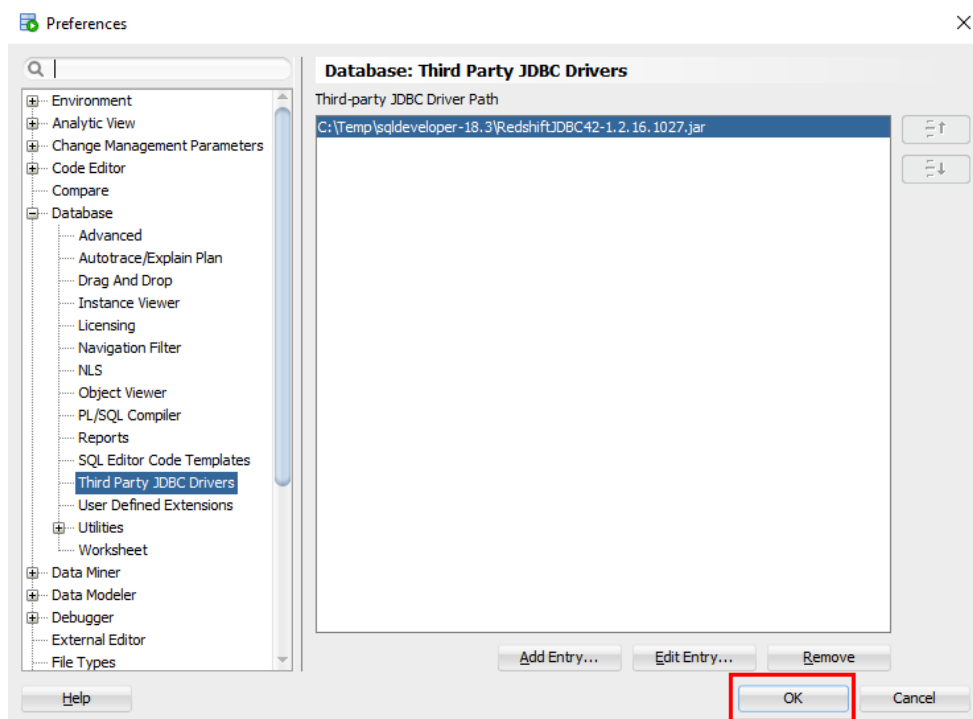 Preferences
Environment
Analytic View
Change Management Parameters
Code Editor
Compare
Database
Advanced
Autotrace/Explain Plan
Drag And Drop
Instance Viewer
Licensing
Navigation Filter
NLS
Object Viewer
PL/SQL Compiler
Reports
SQL Editor Code Templates
Third Party JDBC Drivers
User Defined Extensions
Utilities
Worksheet
Data Miner
Data Modeler
Debugger
External Editor
File Types
Database: Third Party JDBC Drivers
Third-party JDBC Driver Path
C:\Temp\sqldeveloper-18.3\RedshiftJDBC42-1.2.16.1027.jar
Add Entry... Edit Entry... Remove
Help OK Cancel